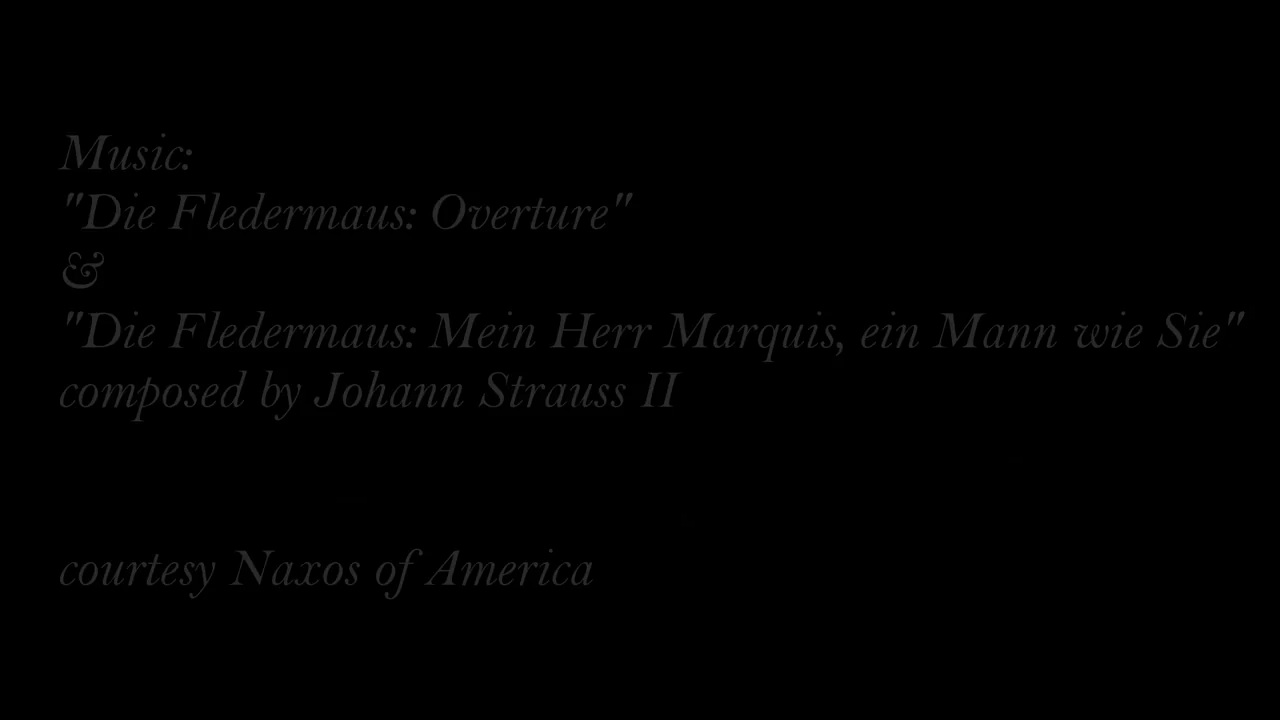 Music:
"Die Fledermaus: Overture"
&
"Die Fledermaus: Mein Herr Marquis, ein Mann wie Sie"
composed by Johann Strauss II
courtesy Naxos of America